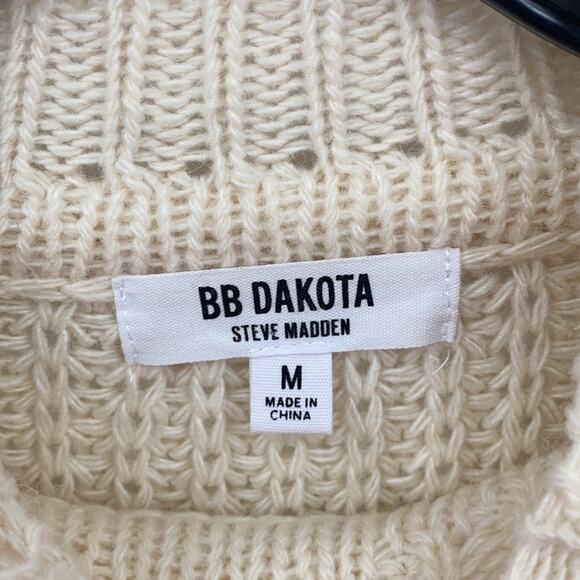 BB DAKOTA
STEVE MADDEN
M
MADE IN
CHINA